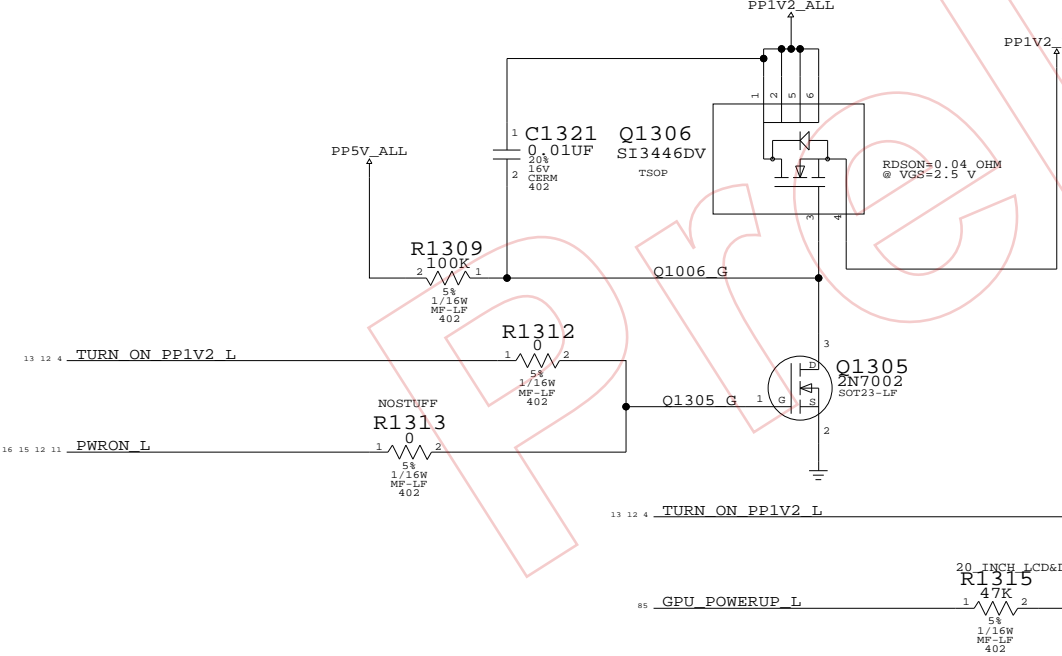 PP1V2_ALL
PP1V2_
1 2 5 6
1 C1321
0.01UF
20%
16V
2 CERM
402
Q1306
SI3446DV
TSOP
RDSON=0.04 OHM
@ VGS=2.5 V
PP5V_ALL
3 4
R1309
100K
2 1
5%
1/16W
MF-LF
402
Q1006_G
R1312
0
1 2
5%
1/16W
MF-LF
402
13 12 4 TURN_ON_PP1V2_L
3
D
Q1305
2N7002
SOT23-LF
Q1305_G 1 G S
2
NOSTUFF
R1313
0
1 2
5%
1/16W
MF-LF
402
16 15 12 11 PWRON_L
13 12 4 TURN_ON_PP1V2_L
20_INCH_LCD&
R1315
47K
1 2
5%
1/16W
MF-LF
402
85 GPU_POWERUP_L
Pre